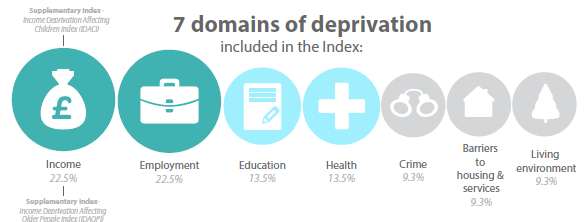 Supplementary Index -
Income Deprivation Affecting
Children Index (IDACI)
7 domains of deprivation
included in the Index:
£
Income
22.5%
Employment
22.5%
Education
13.5%
Health
13.5%
Crime
9.3%
Barriers
to
housing &
services
9.3%
Living
environment
9.3%
Supplementary Index-
Income Deprivation Affecting
Older People Index (IDAOPI)